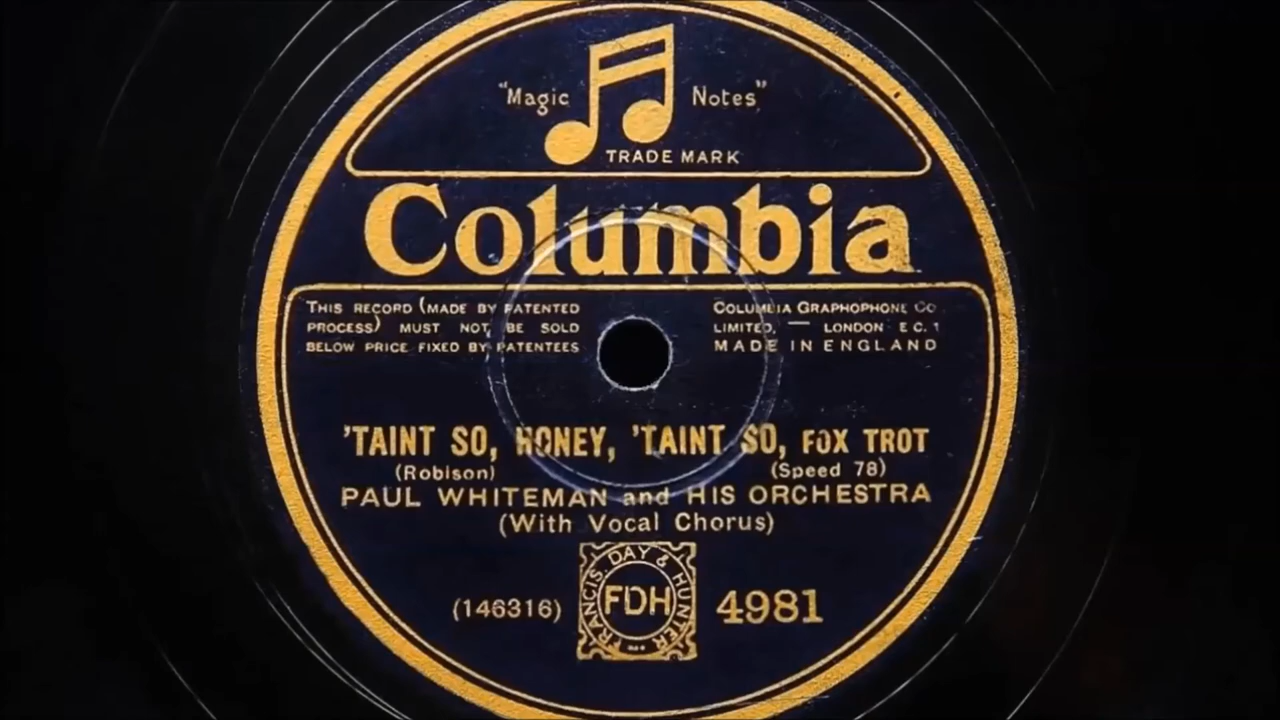 "Magic Notes"
TRADE MARK
Columbia
THIS RECORD (MADE BY PATENTED
PROCESS) MUST NOT BE SOLD
BELOW PRICE FIXED BY PATENTEES
COLUMBIA GRAPHOPHONE CO
LIMITED, — LONDON E C. 1
MADE IN ENGLAND
'TAINT SO, HONEY, 'TAINT SO, FOX TROT
(Robison) (Speed 78)
PAUL WHITEMAN and HIS ORCHESTRA
(With Vocal Chorus)
FRANCIS, DAY & HUNTER
FDH
(146316) 4981